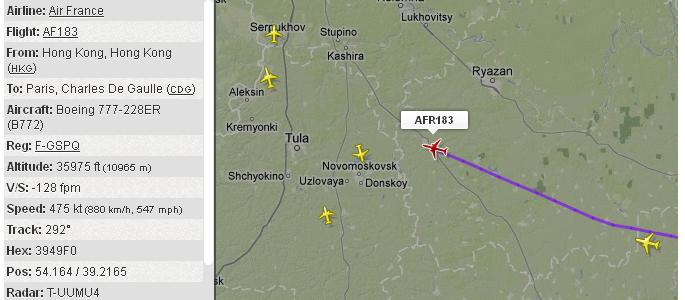 Airline: Air France
Flight: AF183
From: Hong Kong, Hong Kong
(HKG)
To: Paris, Charles De Gaulle (CDG)
Aircraft: Boeing 777-228ER
(B772)
Reg: F-GSPQ
Altitude: 35975 ft (10965 m)
V/S: -128 fpm
Speed: 475 kt (880 km/h, 547 mph)
Track: 292°
Hex: 3949F0
Pos: 54.164 / 39.2165
Radar: T-UUMU4
Lukhovitsy
Serpukhov
Stupino
Kashira
Ryazan
Aleksin
AFR183
Kremyonki
Tula
Novomoskovsk
Shchyokino
Uzlovaya
Donskoy
sk